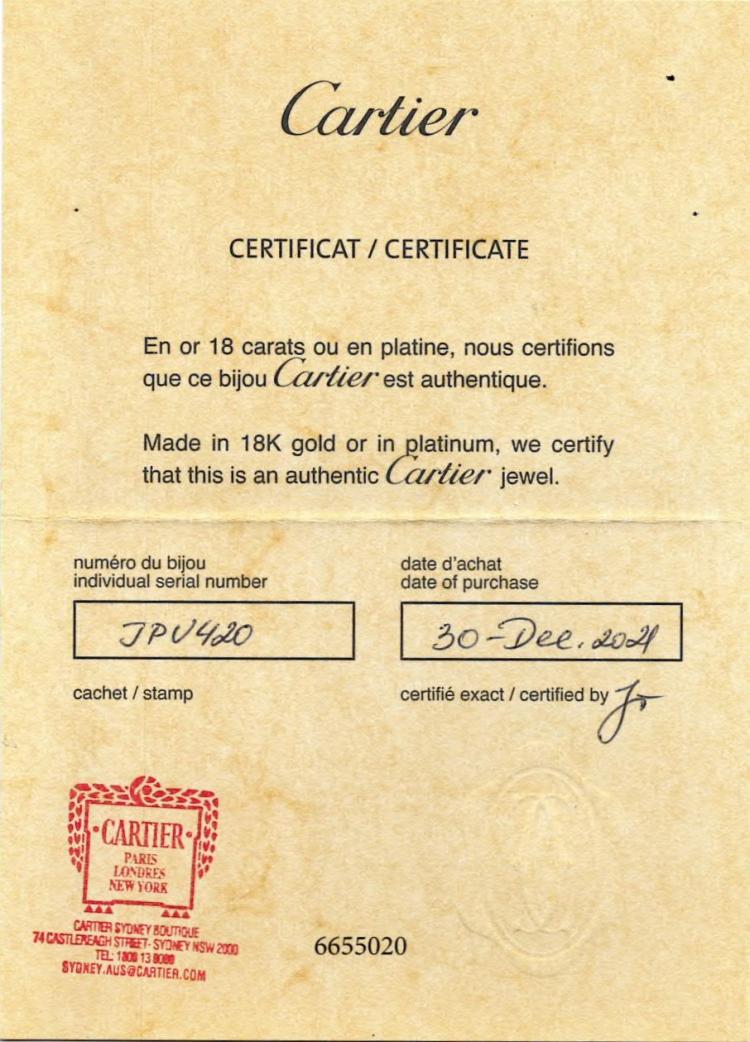 Cartier
CERTIFICAT / CERTIFICATE
En or 18 carats ou en platine, nous certifions
que ce bijou Cartier est authentique.
Made in 18K gold or in platinum, we certify
that this is an authentic Cartier jewel.
numéro du bijou
individual serial number
JPU420
date d'achat
date of purchase
30-Dec. 2021
cachet / stamp
certifié exact / certified by
CARTIER
PARIS
LONDRES
NEW YORK
CARTIER SYDNEY BOUTIQUE
74 CASTLEREAGH STREET- SYDNEY NSW 2000
TEL: 1800 13 0000
SYDNEY.AUS@CARTIER.COM
6655020